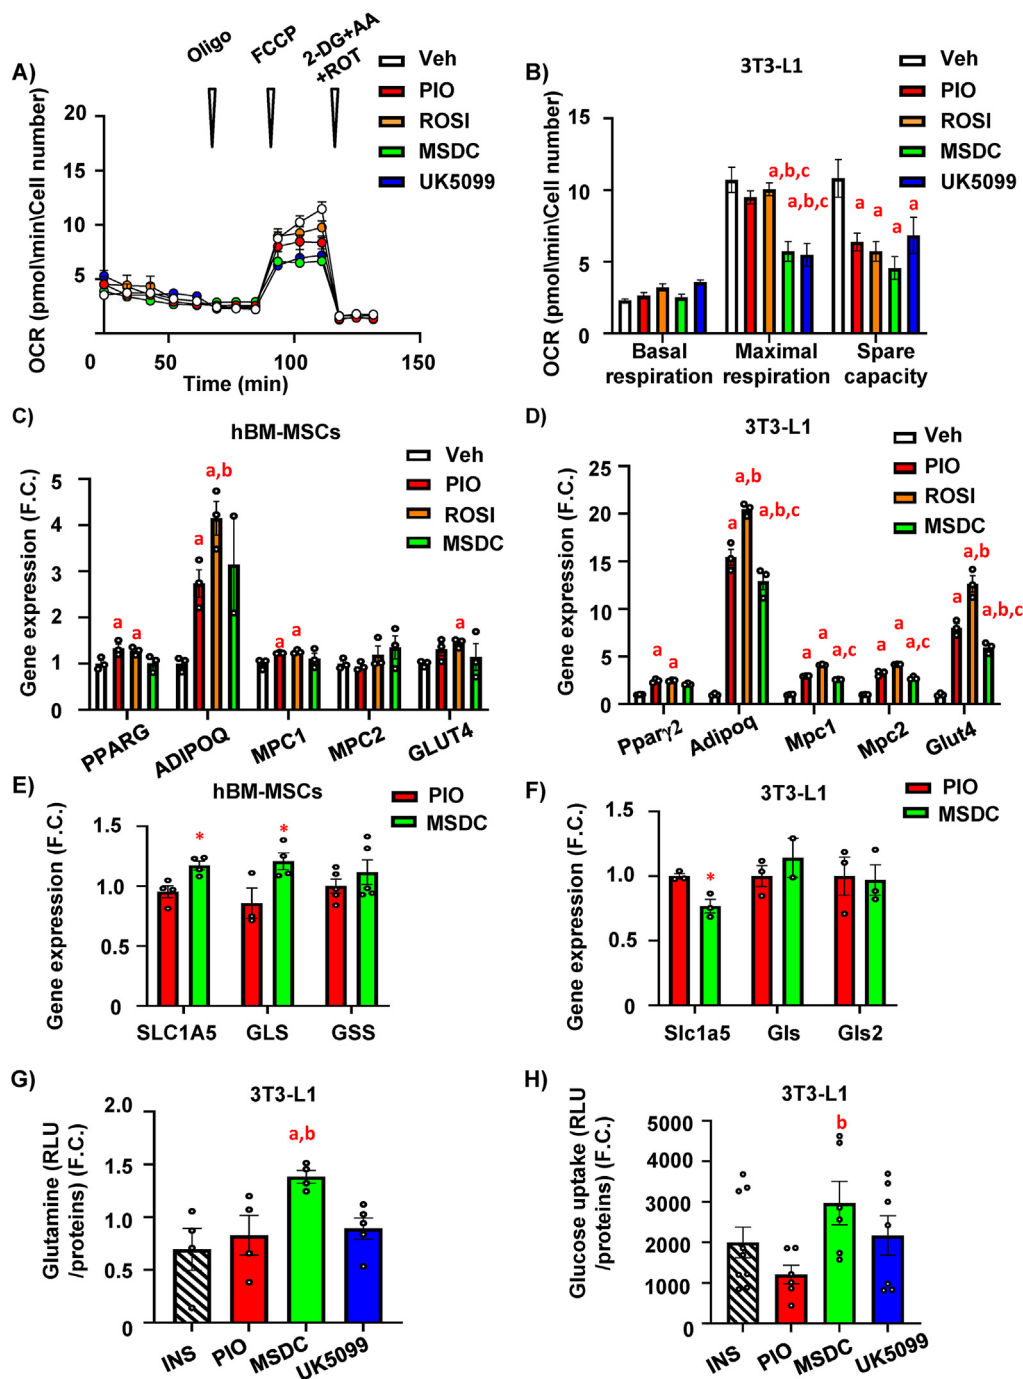 A)
Oligo
FCCP
2-DG+AA
+ROT
Veh
PIO
ROSI
MSDC
UK5099
OCR (pmol\min\Cell number)
20
15
10
5
0
50
100
150
Time (min)
B)
3T3-L1
Veh
PIO
ROSI
MSDC
UK5099
OCR (pmol\min\Cell number)
15
10
5
0
a,b,c
a,b,c
a
a
a
a
Basal
respiration
Maximal
respiration
Spare
capacity
C)
hBM-MSCs
Veh
PIO
ROSI
MSDC
Gene expression (F.C.)
5
4
3
2
1
0
a
a
a
a,b
a
a
a
PPARG
ADIPOQ
MPC1
MPC2
GLUT4
D)
3T3-L1
Veh
PIO
ROSI
MSDC
Gene expression (F.C.)
25
20
15
10
5
0
a
a
a
a,b
a,b,c
a
a,c
a
a,c
a
a,b
a,b,c
Pparγ2
Adipoq
Mpc1
Mpc2
Glut4
E)
hBM-MSCs
PIO
MSDC
Gene expression (F.C.)
1.5
1.0
0.5
0
*
*
SLC1A5
GLS
GSS
F)
3T3-L1
PIO
MSDC
Gene expression (F.C.)
1.5
1.0
0.5
0
*
Slc1a5
Gls
Gls2
G)
3T3-L1
Glutamine (RLU
/proteins) (F.C.)
2.0
1.5
1.0
0.5
0
a,b
INS
PIO
MSDC
UK5099
H)
3T3-L1
Glucose uptake (RLU
/proteins) (F.C.)
5000
4000
3000
2000
1000
0
b
INS
PIO
MSDC
UK5099